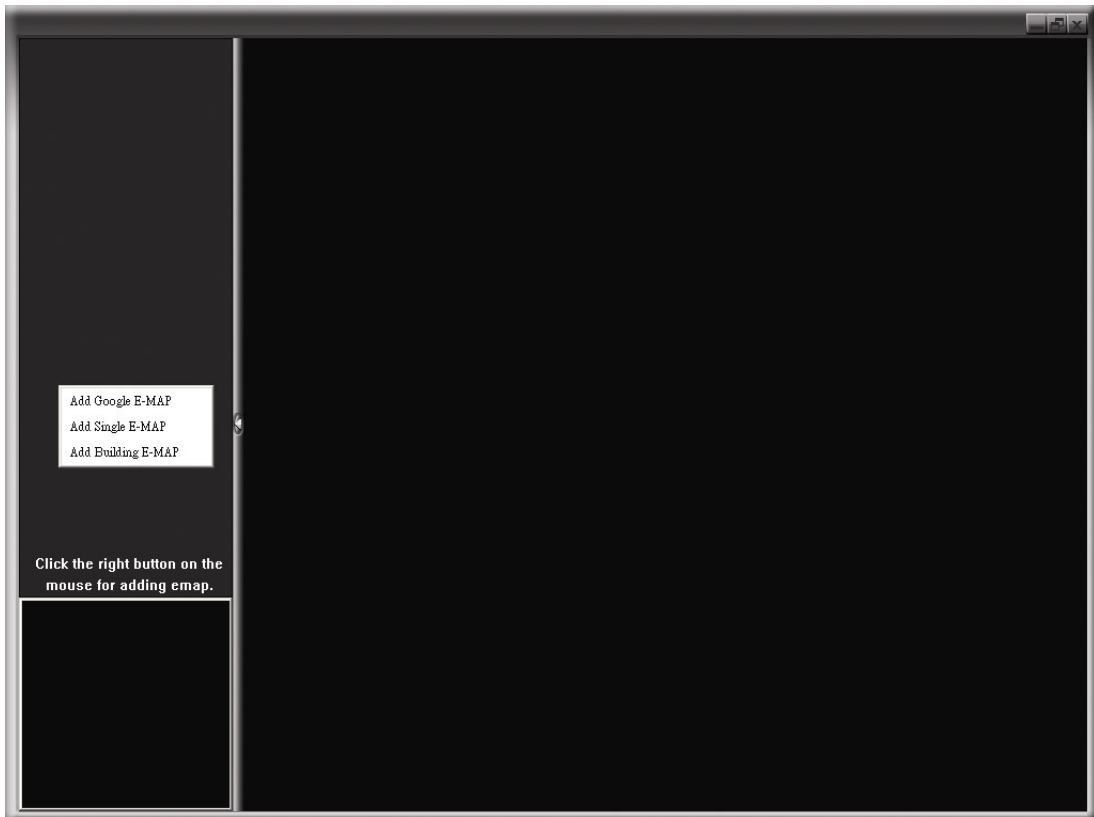 Add Google E-MAP
Add Single E-MAP
Add Building E-MAP
Click the right button on the
mouse for adding emap.